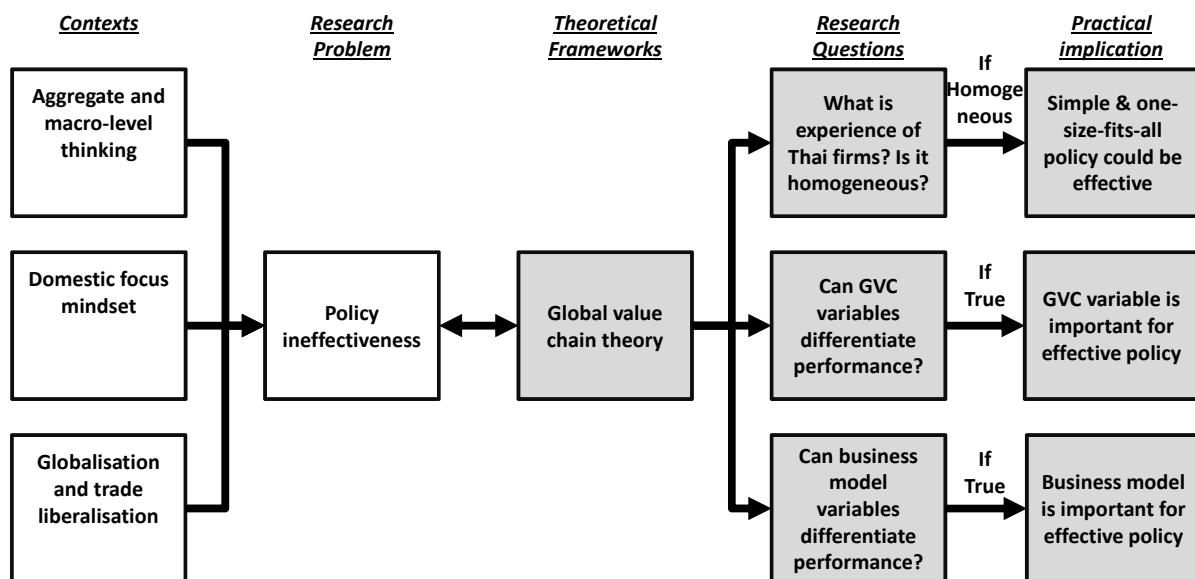 Contexts
Research
Problem
Theoretical
Frameworks
Research
Questions
Practical
implication
Aggregate and
macro-level
thinking
Domestic focus
mindset
Globalisation
and trade
liberalisation
Policy
ineffectiveness
Global value
chain theory
What is
experience of
Thai firms? Is it
homogeneous?
If
Homoge
neous
Simple & one-
size-fits-all
policy could be
effective
Can GVC
variables
differentiate
performance?
If
True
GVC variable is
important for
effective policy
Can business
model
variables
differentiate
performance?
If
True
Business model
is important for
effective policy